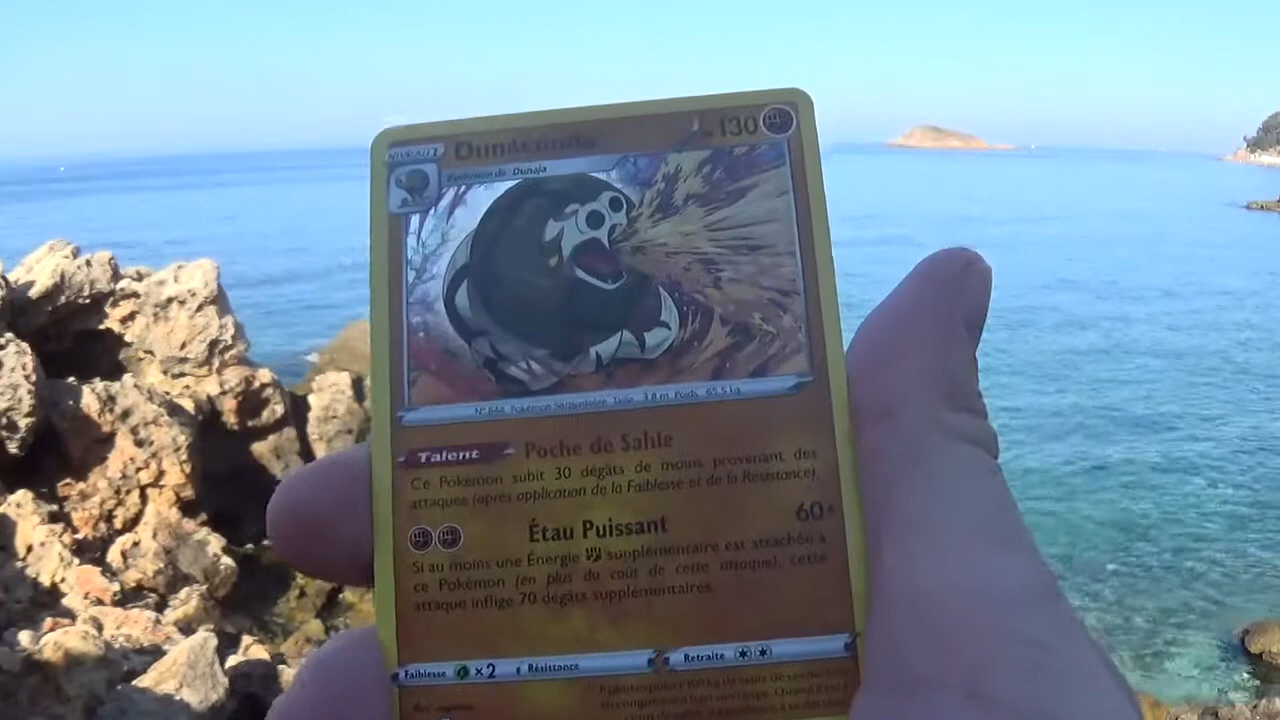 NIVEAU 1 Dunaconda 130
Évolution de Dunaja
N° 844 Pokémon Serpensable Taille 3.8 m Poids 65.5 kg
Talent Poche de Sable
Ce Pokémon subit 30 dégâts de moins provenant des
attaques (après application de la Faiblesse et de la Résistance).
Étau Puissant 60+
Si au moins une Énergie supplémentaire est attachée à
ce Pokémon (en plus du coût de cette attaque), cette
attaque inflige 70 dégâts supplémentaires.
Faiblesse ×2 Résistance Retraite